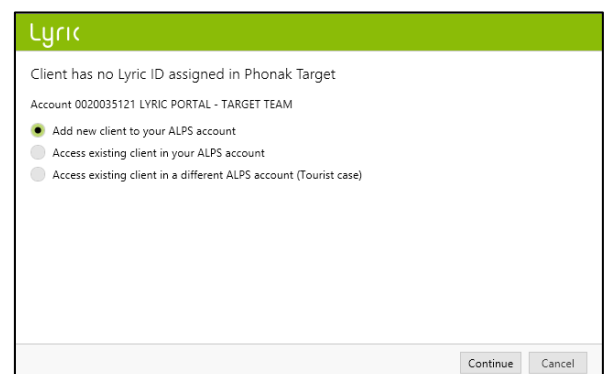 Lyric
Client has no Lyric ID assigned in Phonak Target
Account 0020035121 LYRIC PORTAL - TARGET TEAM
Add new client to your ALPS account
Access existing client in your ALPS account
Access existing client in a different ALPS account (Tourist case)
Continue Cancel